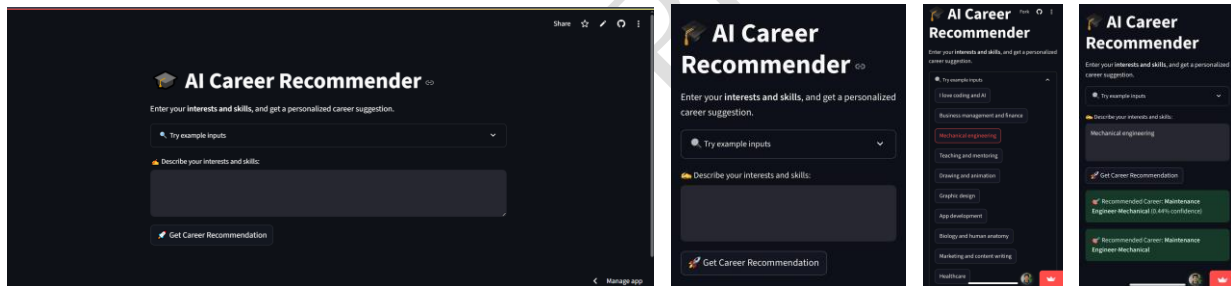 Share
🎓 AI Career Recommender
Enter your interests and skills, and get a personalized career suggestion.
🔍 Try example inputs
✍️ Describe your interests and skills:
🚀 Get Career Recommendation
Manage app
🎓 AI Career
Recommender
Enter your interests and skills, and get a personalized
career suggestion.
🔍 Try example inputs
✍️ Describe your interests and skills:
🚀 Get Career Recommendation
🎓 AI Career
Recommender
Enter your interests and skills, and get a personalized
career suggestion.
🔍 Try example inputs
I love coding and AI
Business management and finance
Mechanical engineering
Teaching and mentoring
Drawing and animation
Graphic design
App development
Biology and human anatomy
Marketing and content writing
Healthcare
🎓 AI Career
Recommender
Enter your interests and skills, and get a personalized
career suggestion.
🔍 Try example inputs
✍️ Describe your interests and skills:
Mechanical engineering
🚀 Get Career Recommendation
🎯 Recommended Career: Maintenance
Engineer-Mechanical (0.44% confidence)
🎯 Recommended Career: Maintenance
Engineer-Mechanical